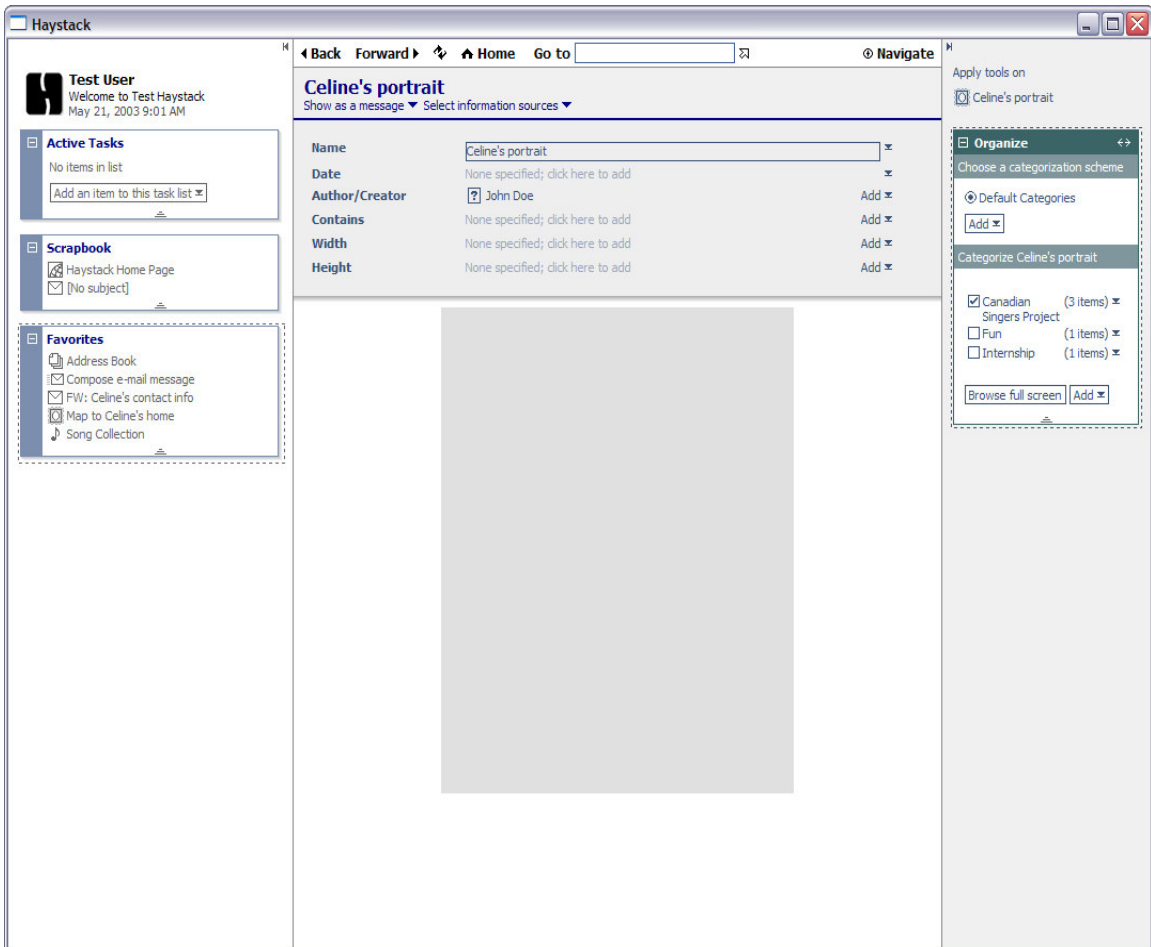 Haystack
Test User
Welcome to Test Haystack
May 21, 2003 9:01 AM
Active Tasks
No items in list
Add an item to this task list
Scrapbook
Haystack Home Page
[No subject]
Favorites
Address Book
Compose e-mail message
FW: Celine's contact info
Map to Celine's home
Song Collection
Back Forward Home Go to Navigate
Celine's portrait
Show as a message Select information sources
Name Celine's portrait
Date None specified; click here to add
Author/Creator ? John Doe Add
Contains None specified; click here to add Add
Width None specified; click here to add Add
Height None specified; click here to add Add
Apply tools on
Celine's portrait
Organize
Choose a categorization scheme
Default Categories
Add
Categorize Celine's portrait
Canadian (3 items)
Singers Project
Fun (1 items)
Internship (1 items)
Browse full screen Add